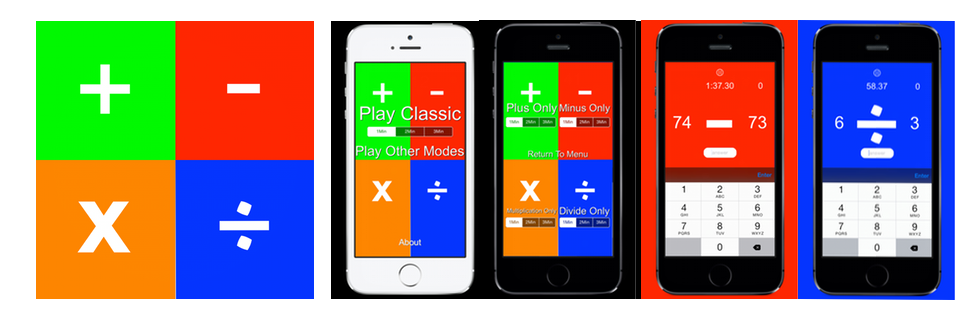 + -
x ÷
+ -
Play Classic
1Min 2Min 3Min
Play Other Modes
x ÷
About
+ -
Plus Only Minus Only
1Min 2Min 3Min 1Min 2Min 3Min
Return To Menu
x ÷
Multiplication Only Divide Only
1Min 2Min 3Min 1Min 2Min 3Min
1:37.30 0
74 - 73
Enter
1 2 3
ABC DEF
4 5 6
GHI JKL MNO
7 8 9
PQRS TUV WXYZ
0
58.37 0
6 ÷ 3
Enter
1 2 3
ABC DEF
4 5 6
GHI JKL MNO
7 8 9
PQRS TUV WXYZ
0